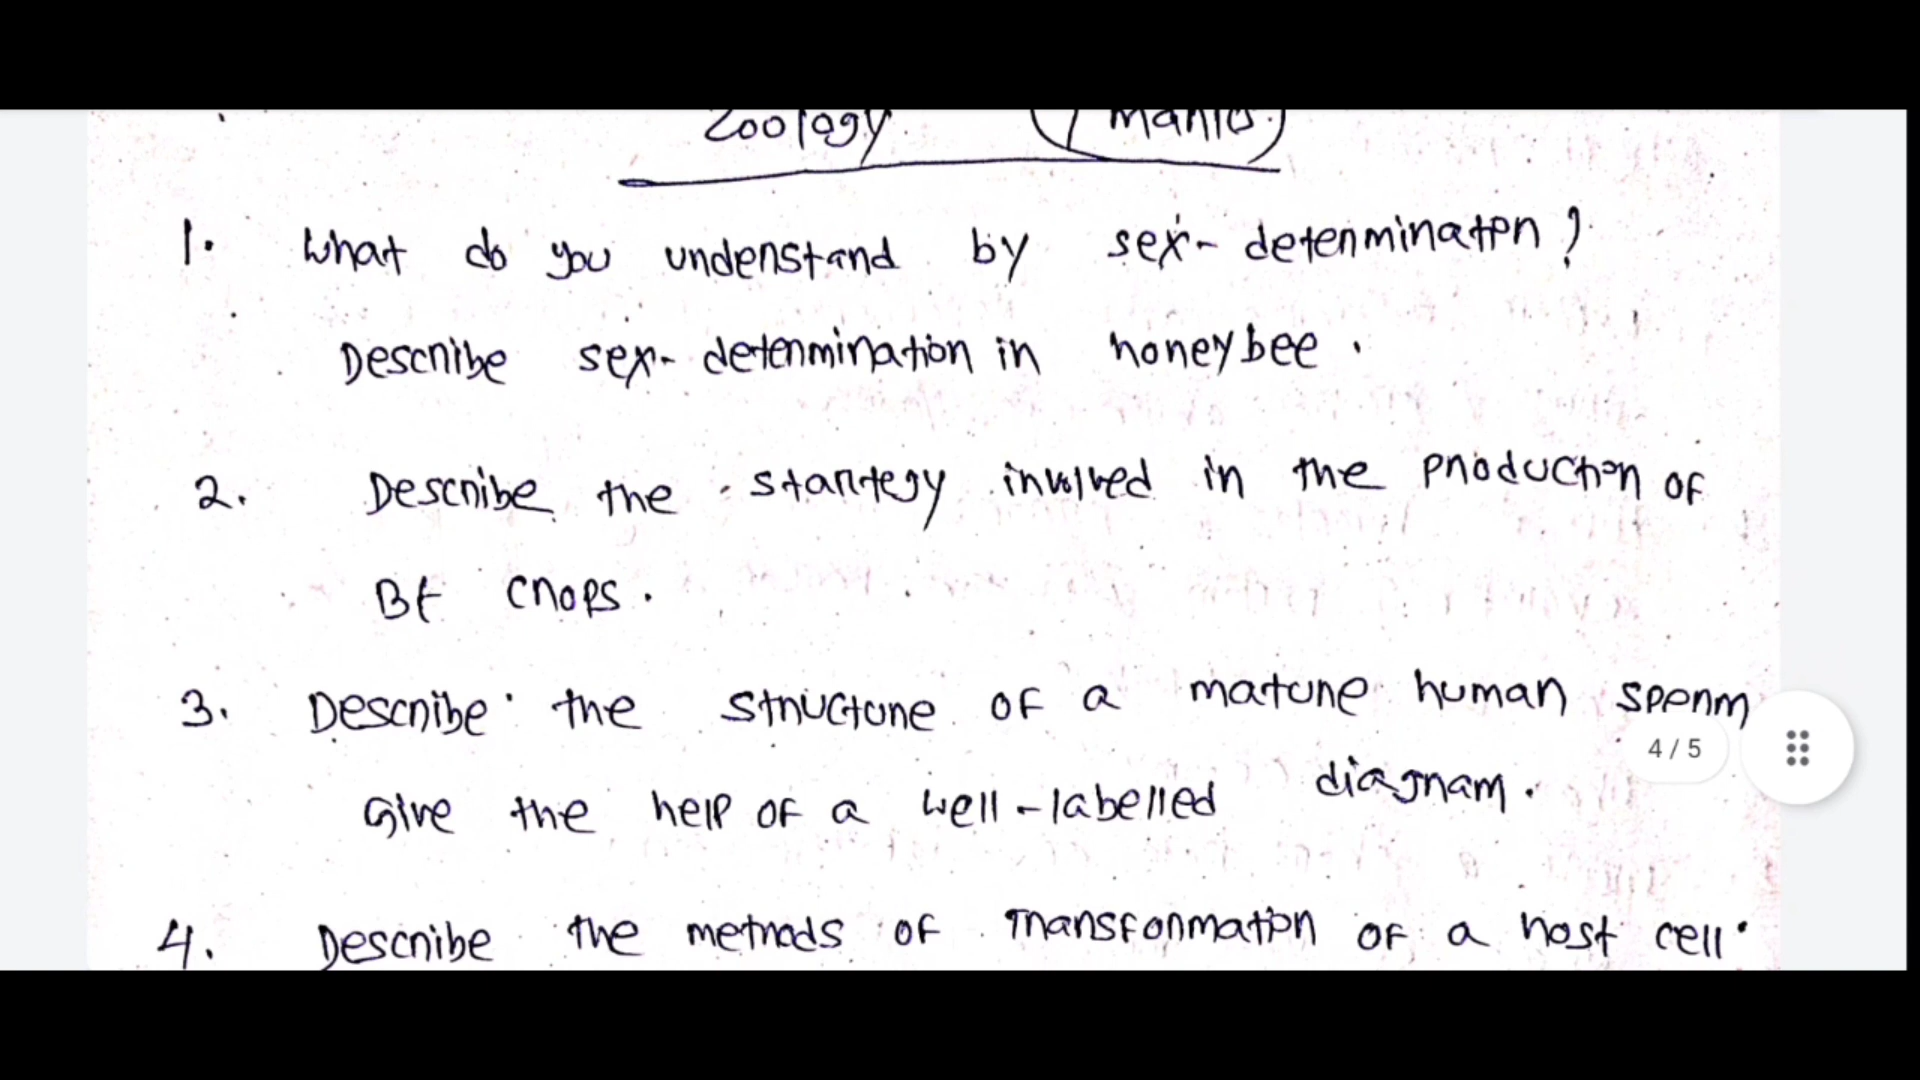 Zoology
1. What do you understand by sex-determination?
Describe sex-determination in honeybee.
2. Describe the startegy involved in the production of
Bt crops.
3. Describe the structure of a mature human sperm
4 / 5
Give the help of a well-labelled diagram.
4. Describe the methods of Transformation of a host cell.